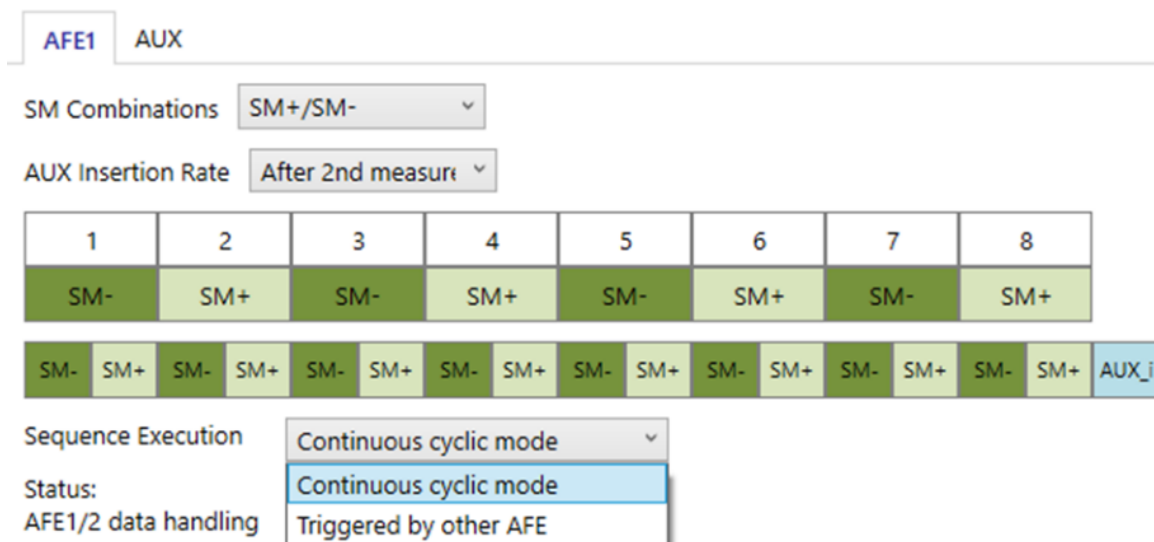 AFE1 AUX
SM Combinations SM+/SM-
AUX Insertion Rate After 2nd measure
1 2 3 4 5 6 7 8
SM- SM+ SM- SM+ SM- SM+ SM- SM+
SM- SM+ SM- SM+ SM- SM+ SM- SM+ SM- SM+ SM- SM+ SM- SM+ SM- SM+ AUX_i
Sequence Execution Continuous cyclic mode
Continuous cyclic mode
Status:
AFE1/2 data handling Triggered by other AFE